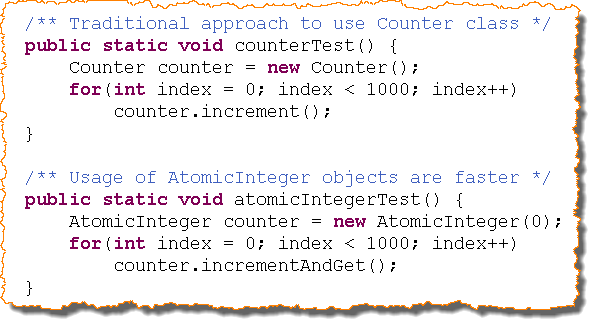 /** Traditional approach to use Counter class */
public static void counterTest() {
    Counter counter = new Counter();
    for(int index = 0; index < 1000; index++)
        counter.increment();
}

/** Usage of AtomicInteger objects are faster */
public static void atomicIntegerTest() {
    AtomicInteger counter = new AtomicInteger(0);
    for(int index = 0; index < 1000; index++)
        counter.incrementAndGet();
}